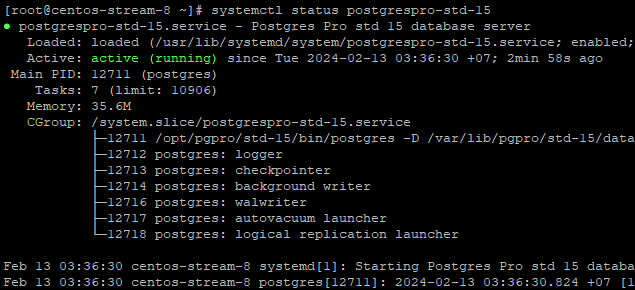 [root@centos-stream-8 ~]# systemctl status postgrespro-std-15
● postgrespro-std-15.service - Postgres Pro std 15 database server
   Loaded: loaded (/usr/lib/systemd/system/postgrespro-std-15.service; enabled;
   Active: active (running) since Tue 2024-02-13 03:36:30 +07; 2min 58s ago
 Main PID: 12711 (postgres)
    Tasks: 7 (limit: 10906)
   Memory: 35.6M
   CGroup: /system.slice/postgrespro-std-15.service
           ├─12711 /opt/pgpro/std-15/bin/postgres -D /var/lib/pgpro/std-15/data
           ├─12712 postgres: logger
           ├─12713 postgres: checkpointer
           ├─12714 postgres: background writer
           ├─12716 postgres: walwriter
           ├─12717 postgres: autovacuum launcher
           └─12718 postgres: logical replication launcher

Feb 13 03:36:30 centos-stream-8 systemd[1]: Starting Postgres Pro std 15 databa
Feb 13 03:36:30 centos-stream-8 postgres[12711]: 2024-02-13 03:36:30.824 +07 [1